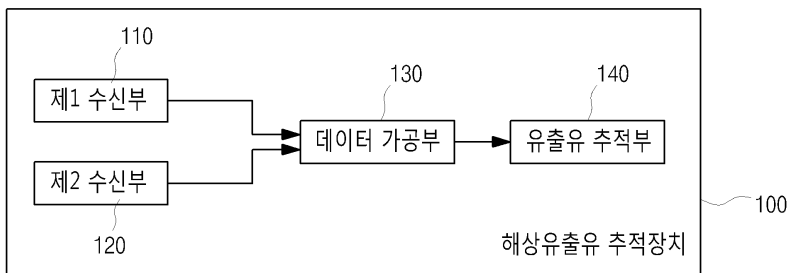 110
제1 수신부
130
140
데이터 가공부
유출유 추적부
제2 수신부
120
100
해상유출유 추적장치